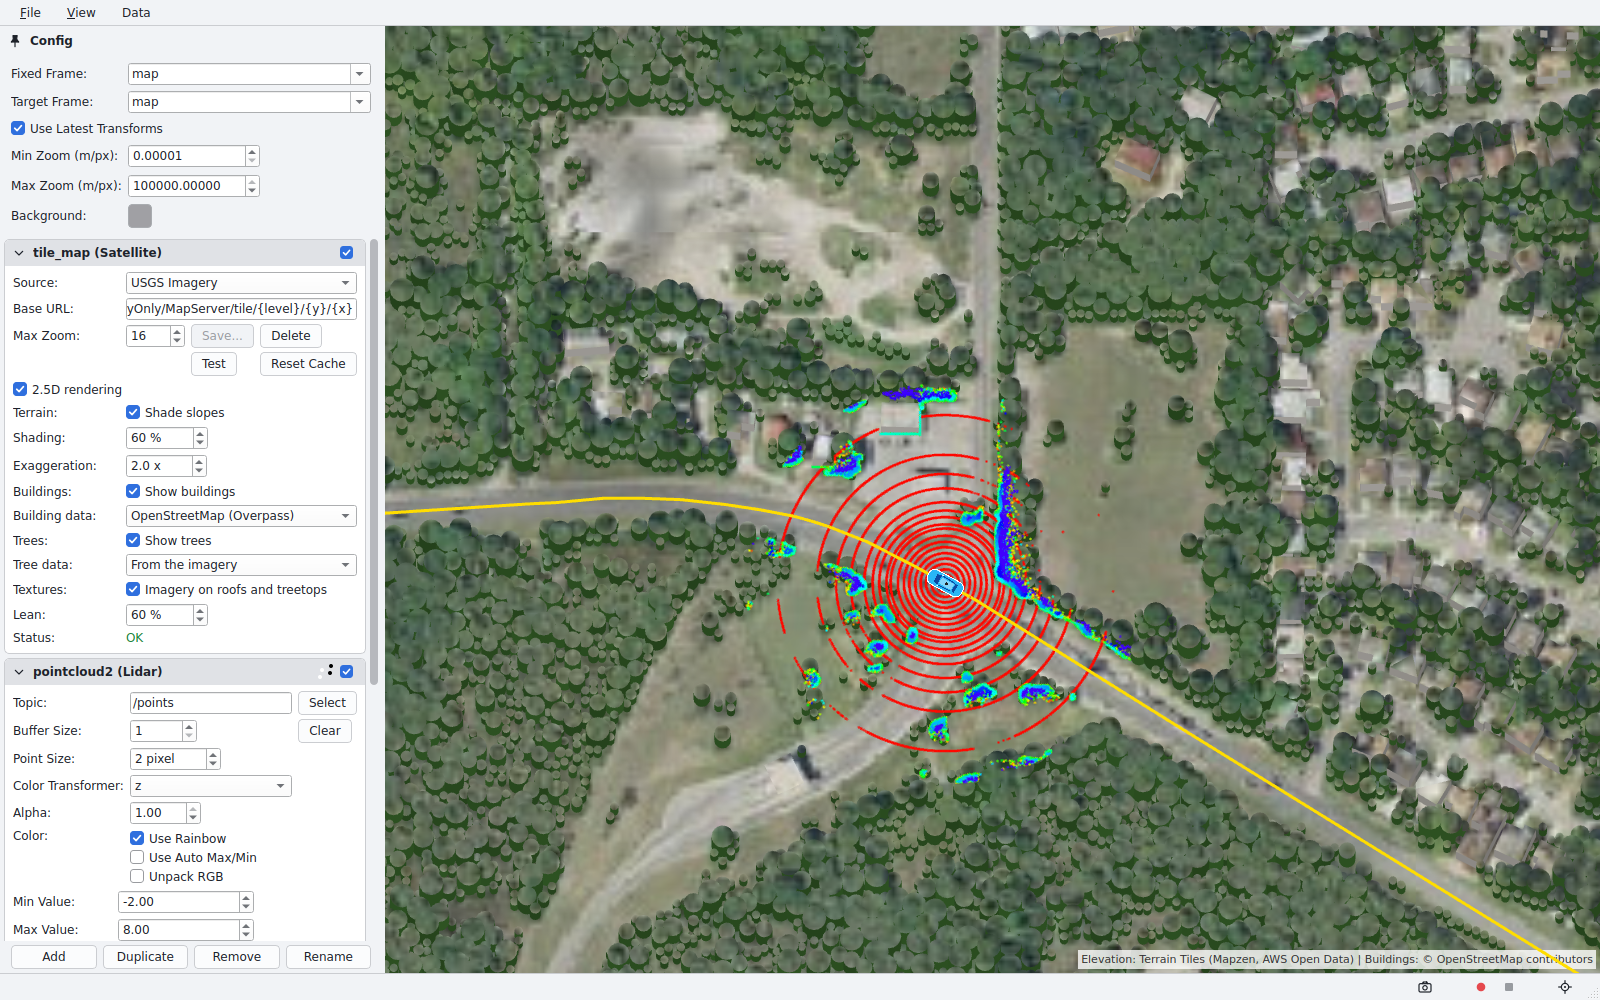 File View Data
Config
Fixed Frame: map
Target Frame: map
Use Latest Transforms
Min Zoom (m/px): 0.00001
Max Zoom (m/px): 100000.00000
Background:
tile_map (Satellite)
Source: USGS Imagery
Base URL: yOnly/MapServer/tile/{level}/{y}/{x}
Max Zoom: 16 Save... Delete
Test Reset Cache
2.5D rendering
Terrain: Shade slopes
Shading: 60 %
Exaggeration: 2.0 x
Buildings: Show buildings
Building data: OpenStreetMap (Overpass)
Trees: Show trees
Tree data: From the imagery
Textures: Imagery on roofs and treetops
Lean: 60 %
Status: OK
pointcloud2 (Lidar)
Topic: /points Select
Buffer Size: 1 Clear
Point Size: 2 pixel
Color Transformer: z
Alpha: 1.00
Color: Use Rainbow
Use Auto Max/Min
Unpack RGB
Min Value: -2.00
Max Value: 8.00
Add Duplicate Remove Rename
Elevation: Terrain Tiles (Mapzen, AWS Open Data) | Buildings: © OpenStreetMap contributors